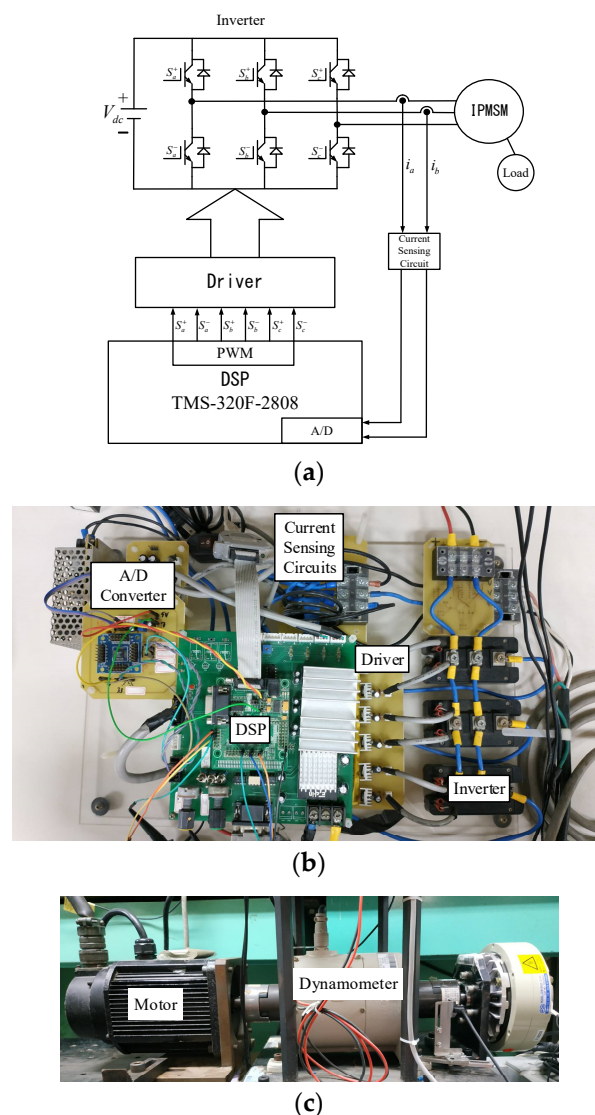 Inverter
S_a^+
S_b^+
S_c^+
+
V_dc
−
IPMSM
S_a^-
S_b^-
S_c^-
i_a
i_b
Load
Current
Sensing
Circuit
Driver
S_a^+ S_a^- S_b^+ S_b^- S_c^+ S_c^-
PWM
DSP
TMS-320F-2808
A/D
(a)
Current
Sensing
Circuits
A/D
Converter
Driver
DSP
Inverter
(b)
Motor
Dynamometer
(c)